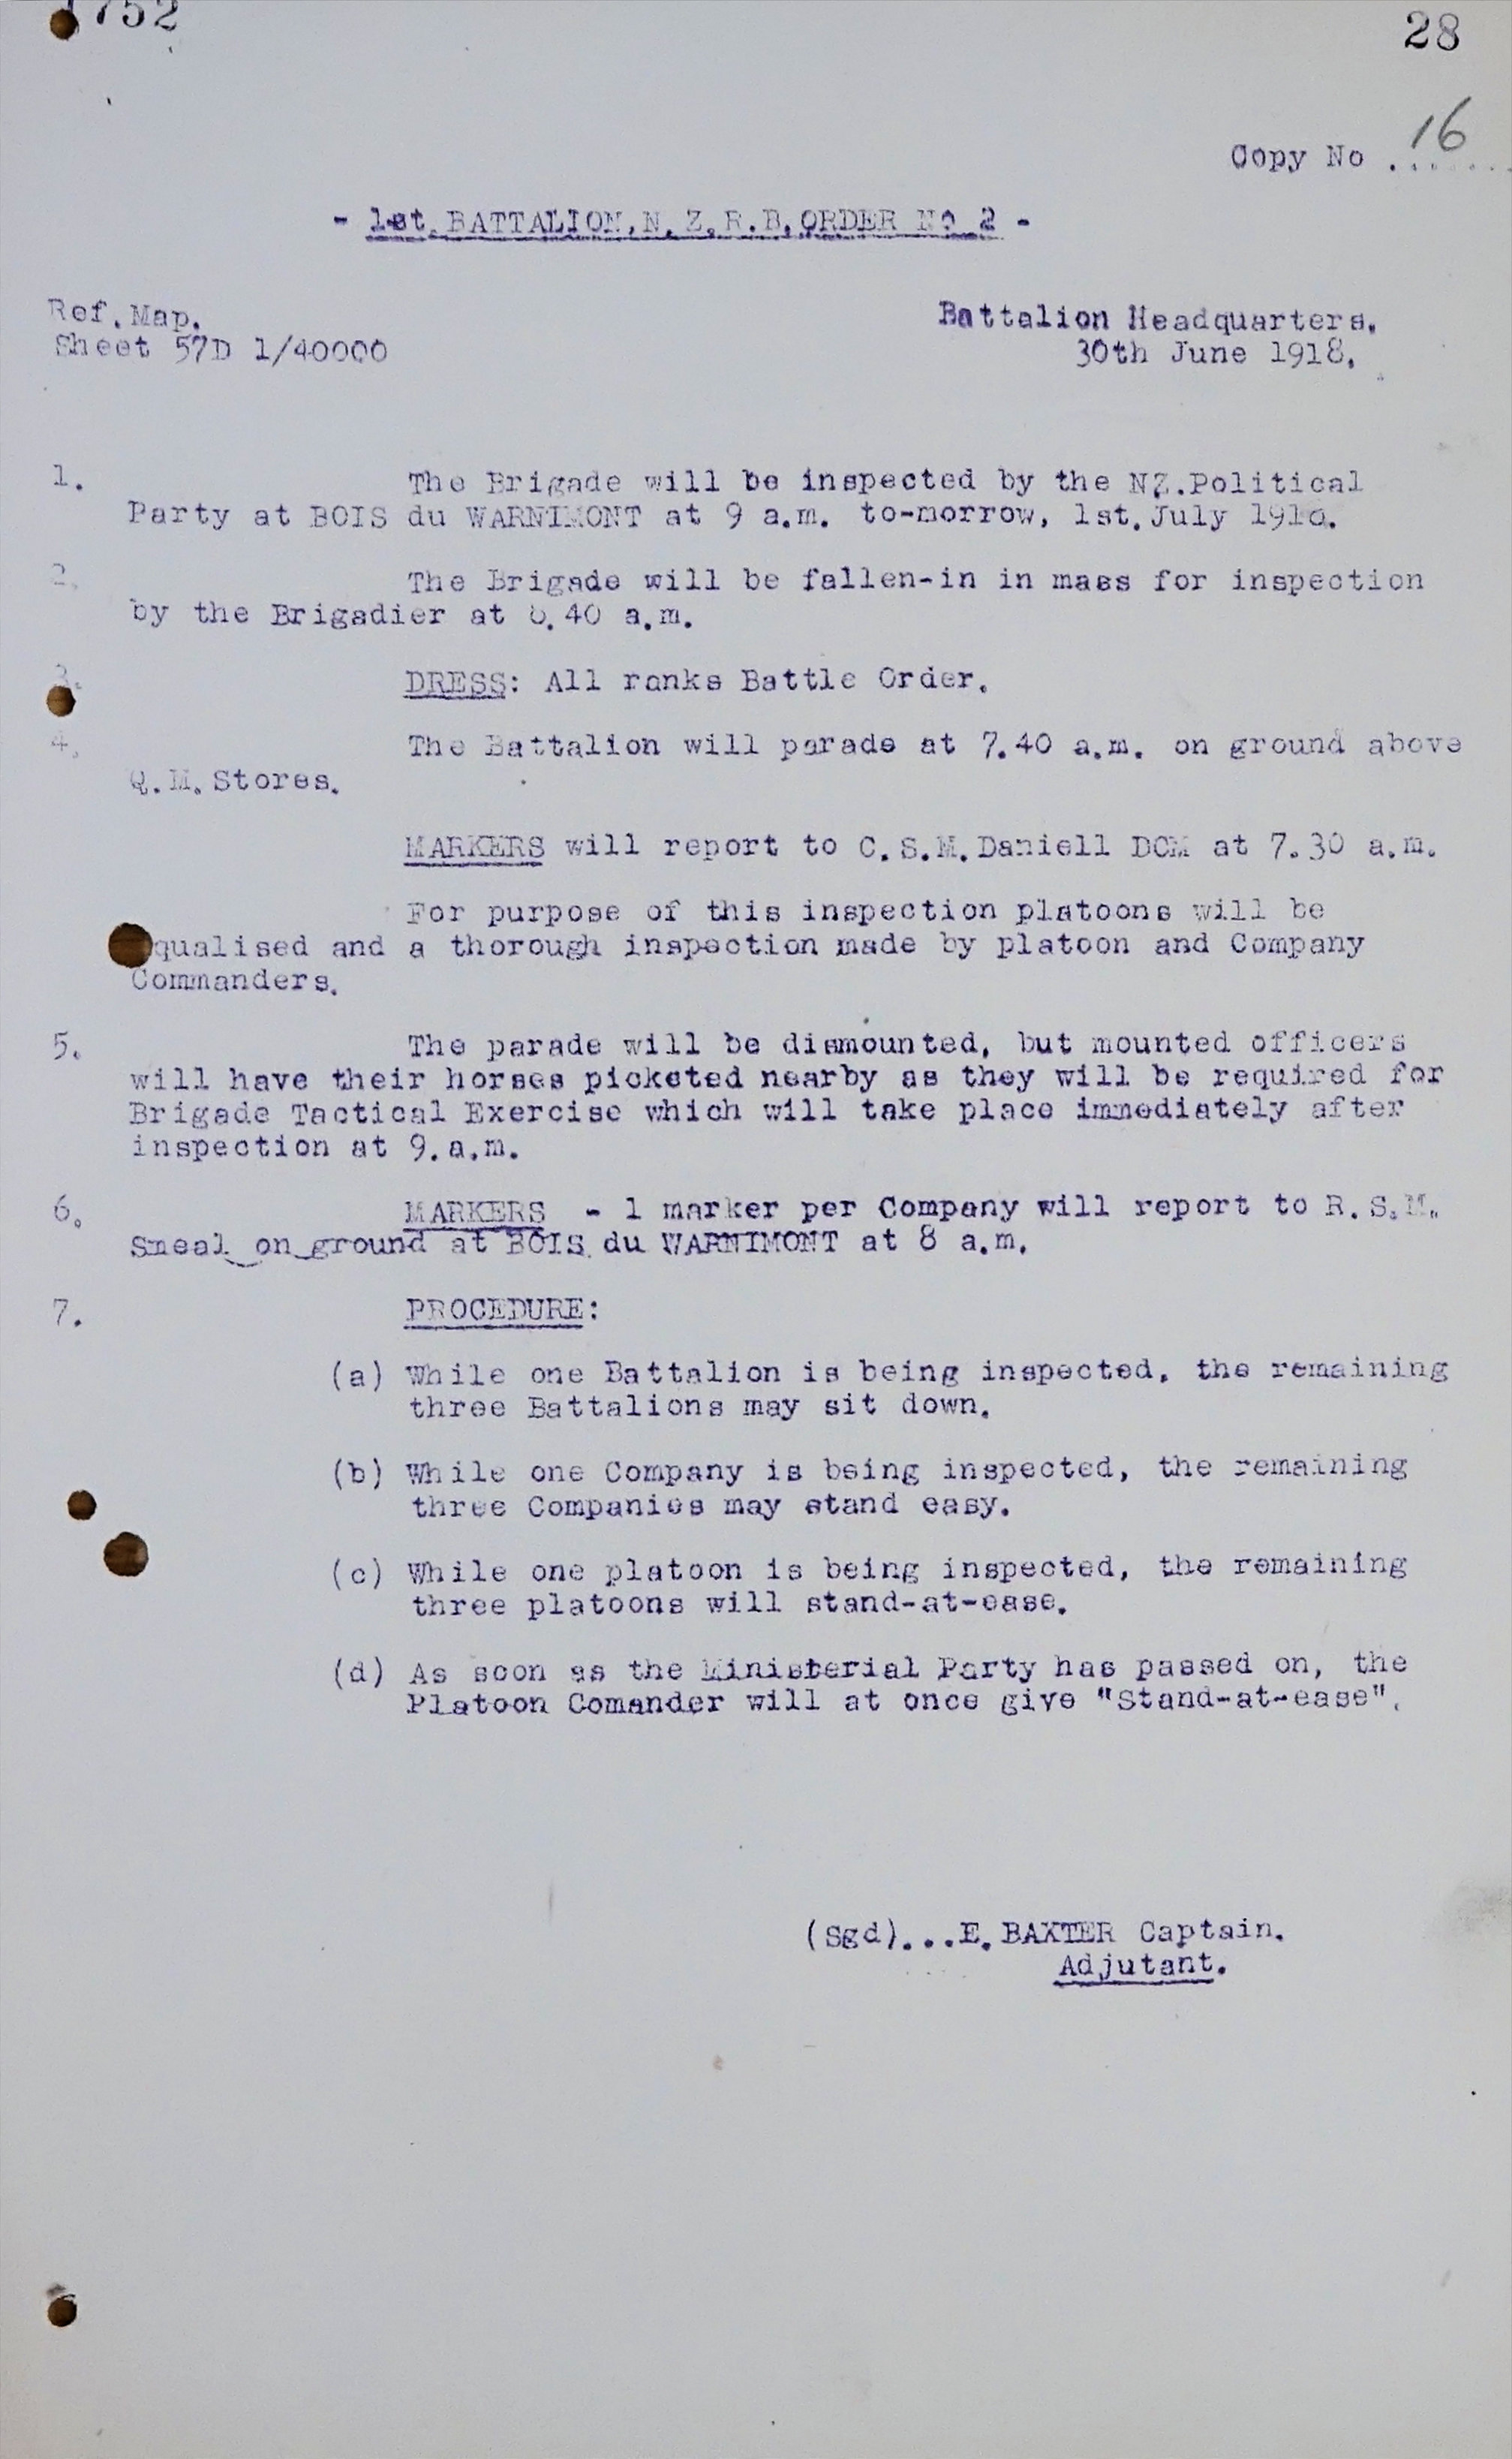 1752
28
Copy No . 16
- 1st. BATTALION, N. Z. R. B. ORDER No 2 -
Ref. Map.
Sheet 57D 1/40000
Battalion Headquarters.
30th June 1918.
1. The Brigade will be inspected by the NZ.Political
Party at BOIS du WARNIMONT at 9 a.m. to-morrow, 1st. July 1918.
2. The Brigade will be fallen-in in mass for inspection
by the Brigadier at 8.40 a.m.
3. DRESS: All ranks Battle Order.
4. The Battalion will parade at 7.40 a.m. on ground above
Q.M. Stores.
MARKERS will report to C.S.M. Daniell DCM at 7.30 a.m.
For purpose of this inspection platoons will be
qualised and a thorough inspection made by platoon and Company
Commanders.
5. The parade will be dismounted, but mounted officers
will have their horses picketed nearby as they will be required for
Brigade Tactical Exercise which will take place immediately after
inspection at 9.a.m.
6. MARKERS - 1 marker per Company will report to R.S.M.
Smeal on ground at BOIS du WARNIMONT at 8 a.m.
7. PROCEDURE:
(a) While one Battalion is being inspected, the remaining
three Battalions may sit down.
(b) While one Company is being inspected, the remaining
three Companies may stand easy.
(c) While one platoon is being inspected, the remaining
three platoons will stand-at-ease.
(d) As soon as the Ministerial Party has passed on, the
Platoon Comander will at once give "Stand-at-ease".
(Sgd)...E. BAXTER Captain.
Adjutant.